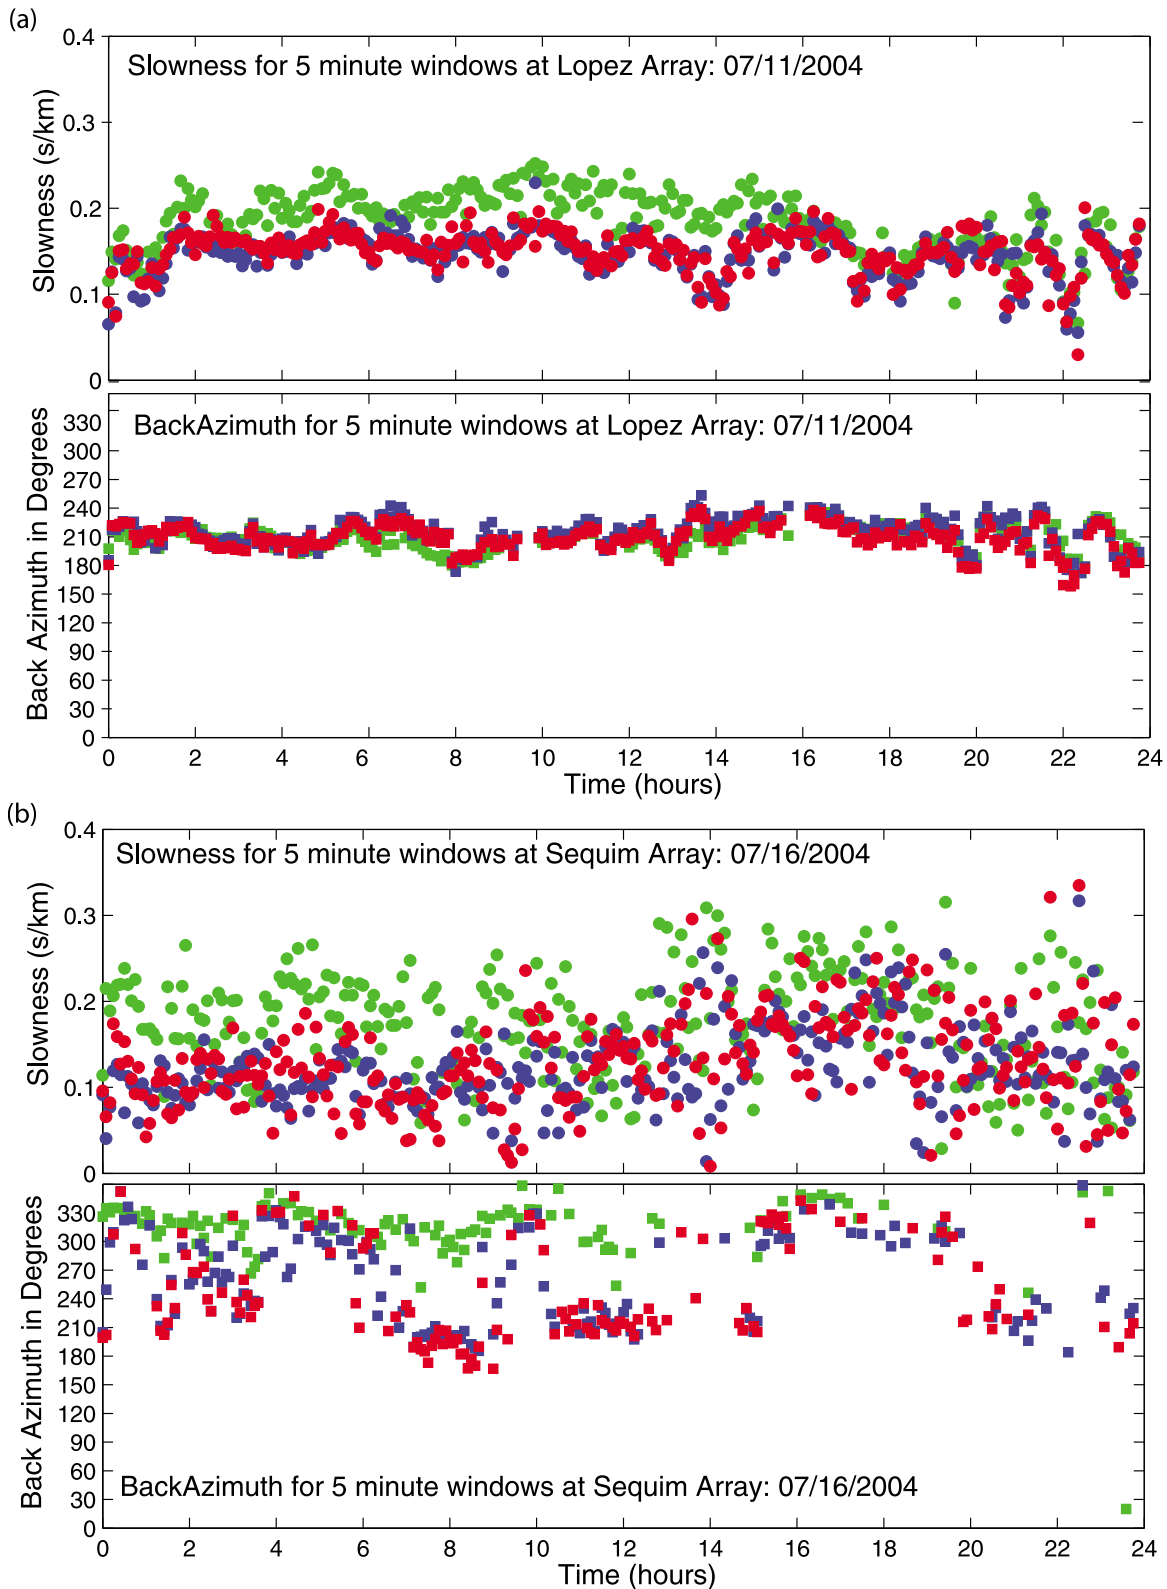 (a)
Slowness for 5 minute windows at Lopez Array: 07/11/2004
Slowness (s/km)
0.4
0.3
0.2
0.1
0
BackAzimuth for 5 minute windows at Lopez Array: 07/11/2004
Back Azimuth in Degrees
330
300
270
240
210
180
150
120
90
60
30
0
0 2 4 6 8 10 12 14 16 18 20 22 24
Time (hours)
(b)
Slowness for 5 minute windows at Sequim Array: 07/16/2004
Slowness (s/km)
0.4
0.3
0.2
0.1
0
Back Azimuth in Degrees
330
300
270
240
210
180
150
120
90
60
30
0
BackAzimuth for 5 minute windows at Sequim Array: 07/16/2004
0 2 4 6 8 10 12 14 16 18 20 22 24
Time (hours)